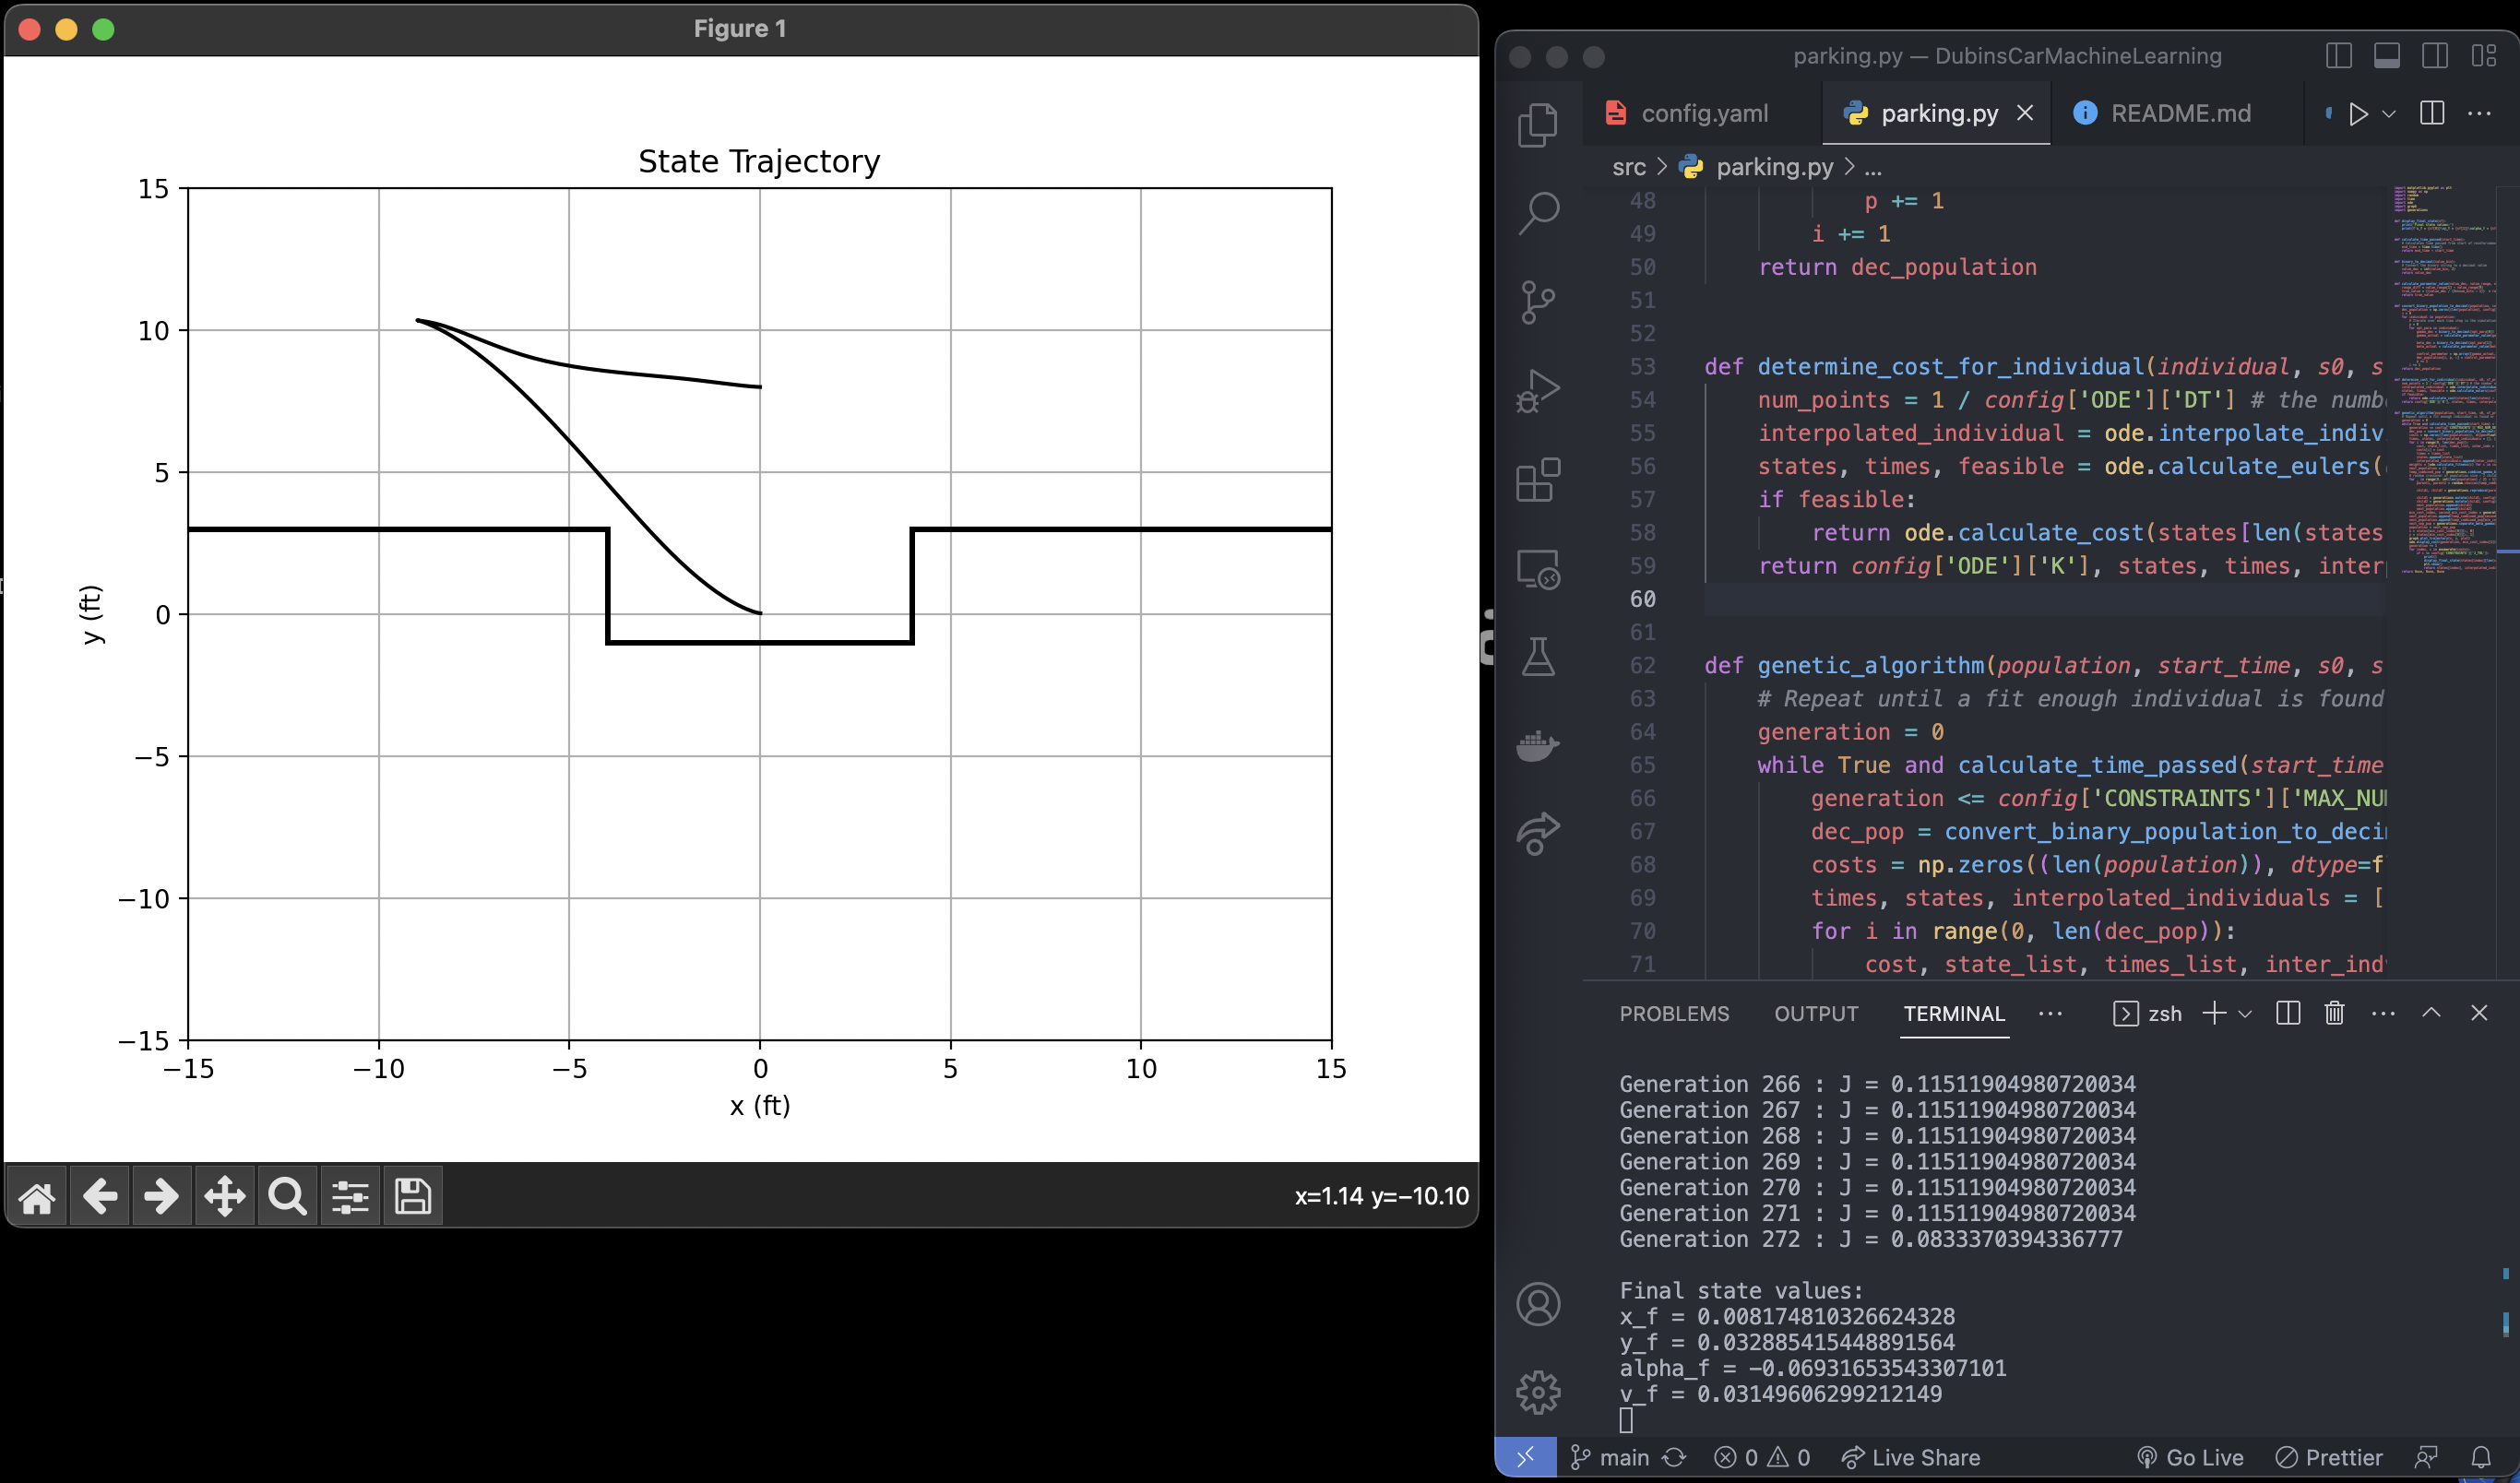 Figure 1
State Trajectory
15
10
5
0
−5
−10
−15
y (ft)
−15 −10 −5 0 5 10 15
x (ft)
x=1.14 y=−10.10
parking.py — DubinsCarMachineLearning
config.yaml parking.py README.md
src > parking.py > ...
48 p += 1
49 i += 1
50 return dec_population
51
52
53 def determine_cost_for_individual(individual, s0, s
54 num_points = 1 / config['ODE']['DT'] # the numb
55 interpolated_individual = ode.interpolate_indiv
56 states, times, feasible = ode.calculate_eulers(
57 if feasible:
58 return ode.calculate_cost(states[len(states
59 return config['ODE']['K'], states, times, inter
60
61
62 def genetic_algorithm(population, start_time, s0, s
63 # Repeat until a fit enough individual is found
64 generation = 0
65 while True and calculate_time_passed(start_time
66 generation <= config['CONSTRAINTS']['MAX_NU
67 dec_pop = convert_binary_population_to_deci
68 costs = np.zeros((len(population)), dtype=f
69 times, states, interpolated_individuals = [
70 for i in range(0, len(dec_pop)):
71 cost, state_list, times_list, inter_ind
PROBLEMS OUTPUT TERMINAL ··· zsh
Generation 266 : J = 0.11511904980720034
Generation 267 : J = 0.11511904980720034
Generation 268 : J = 0.11511904980720034
Generation 269 : J = 0.11511904980720034
Generation 270 : J = 0.11511904980720034
Generation 271 : J = 0.11511904980720034
Generation 272 : J = 0.0833370394336777
Final state values:
x_f = 0.008174810326624328
y_f = 0.032885415448891564
alpha_f = -0.06931653543307101
v_f = 0.03149606299212149
main 0 0 Live Share Go Live Prettier